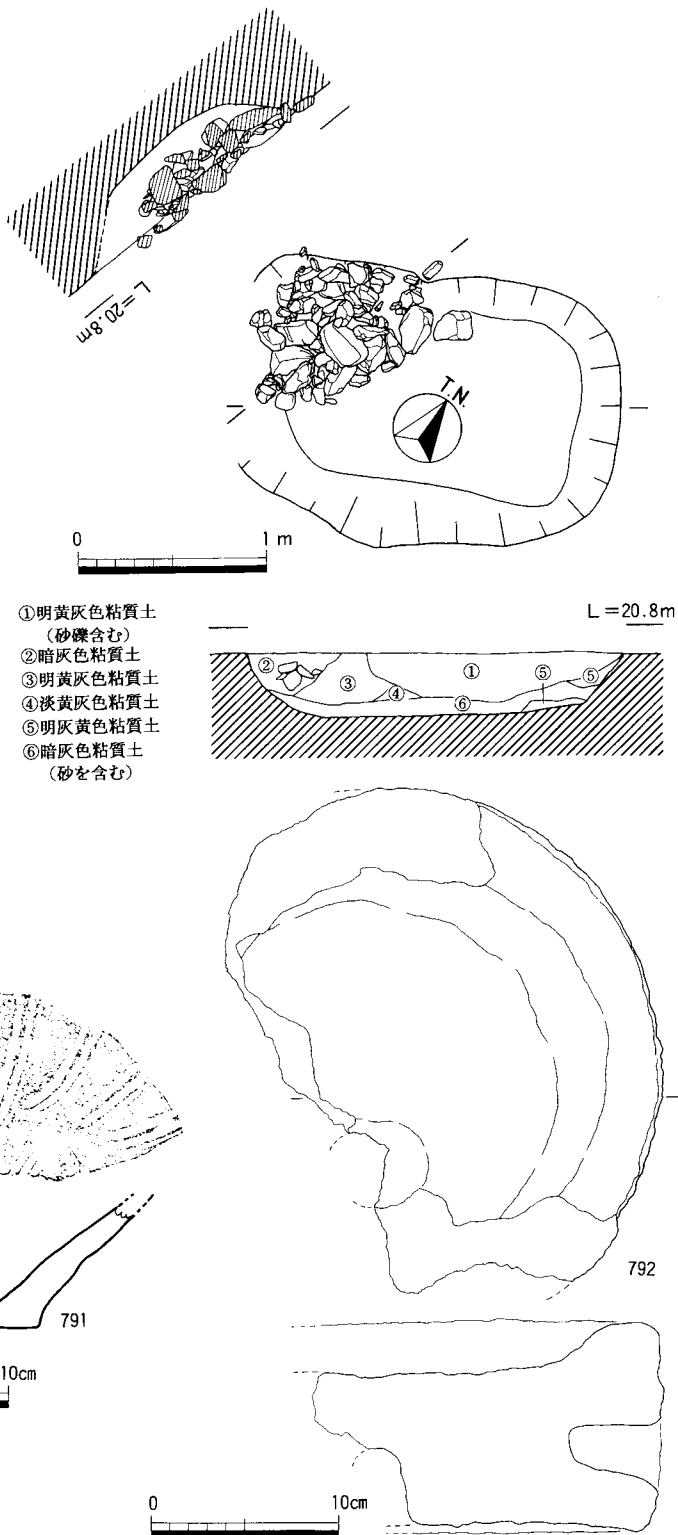 L=20.8m
T.N.
0 1 m
①明黄灰色粘質土
(砂礫含む)
②暗灰色粘質土
③明黄灰色粘質土
④淡黄灰色粘質土
⑤明灰黄色粘質土
⑥暗灰色粘質土
(砂を含む)
L=20.8m
② ③ ④ ① ⑥ ⑤ ⑤
792
791
10cm
0 10cm